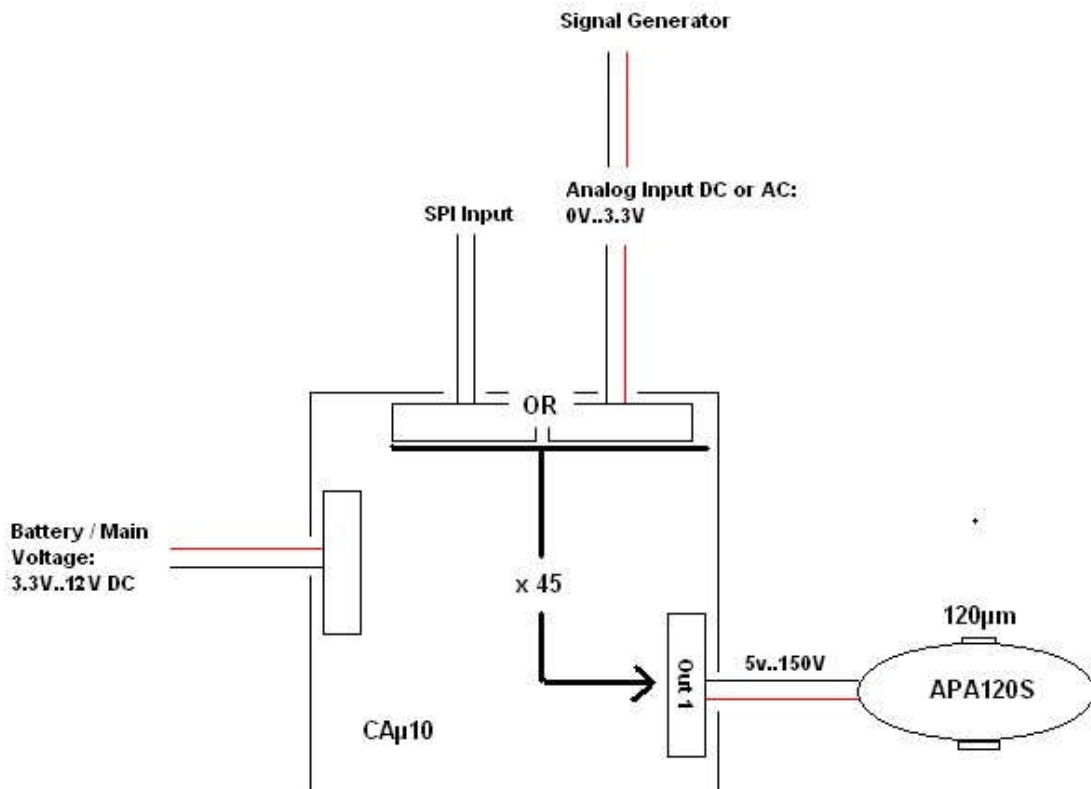 Signal Generator
Analog Input DC or AC:
0V..3.3V
SPI Input
OR
Battery / Main
Voltage:
3.3V..12V DC
x 45
120µm
5v..150V
Out 1
APA120S
CAµ10